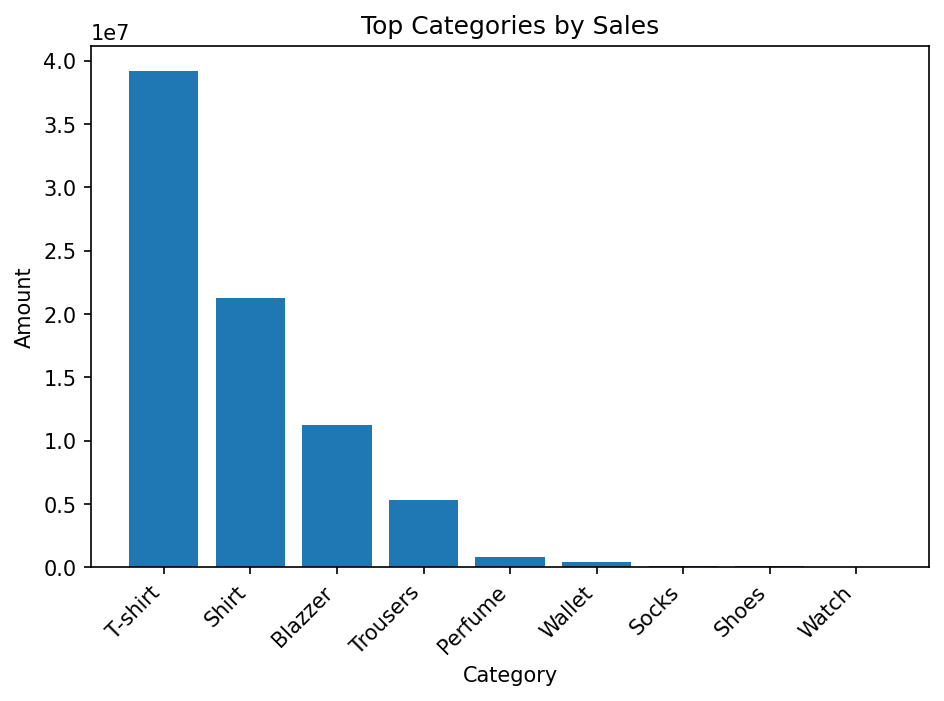 Top Categories by Sales
1e7
4.0
3.5
3.0
2.5
2.0
1.5
1.0
0.5
0.0
Amount
T-shirt
Shirt
Blazzer
Trousers
Perfume
Wallet
Socks
Shoes
Watch
Category